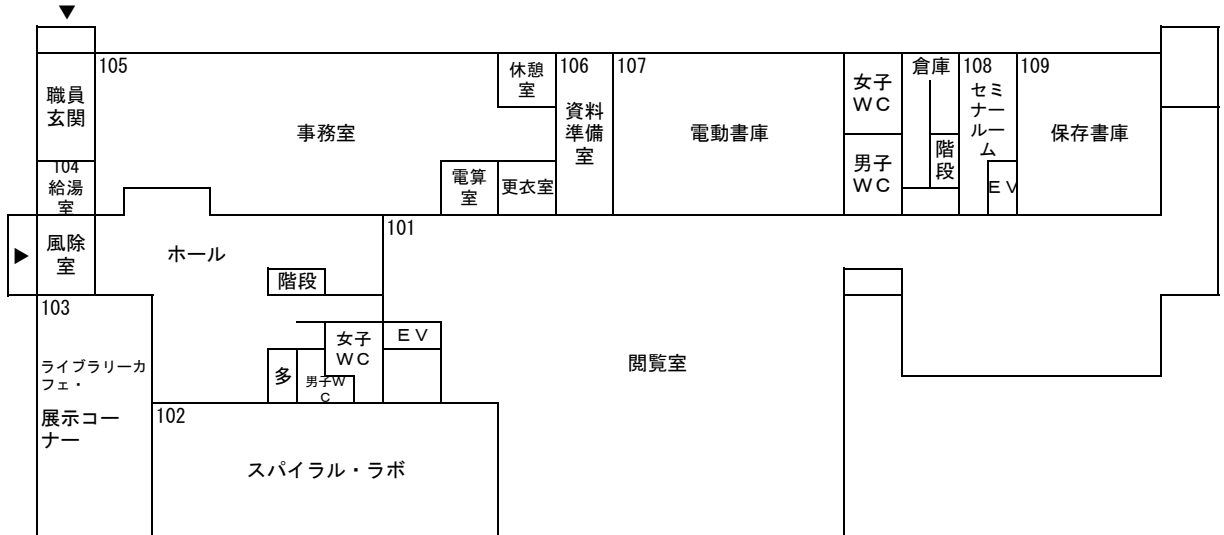 ▼
105
106
107
倉庫
108
109
職員
玄関
休憩
室
資料
準備
室
女子
ＷＣ
セミ
ナー
ルー
ム
事務室
電動書庫
保存書庫
104
給湯
室
電算
室
更衣室
男子
ＷＣ
階
段
ＥＶ
▶
風除
室
ホール
101
階段
103
女子
ＷＣ
ＥＶ
閲覧室
ライブラリーカ
フェ・
多
男子Ｗ
Ｃ
展示コー
ナー
102
スパイラル・ラボ